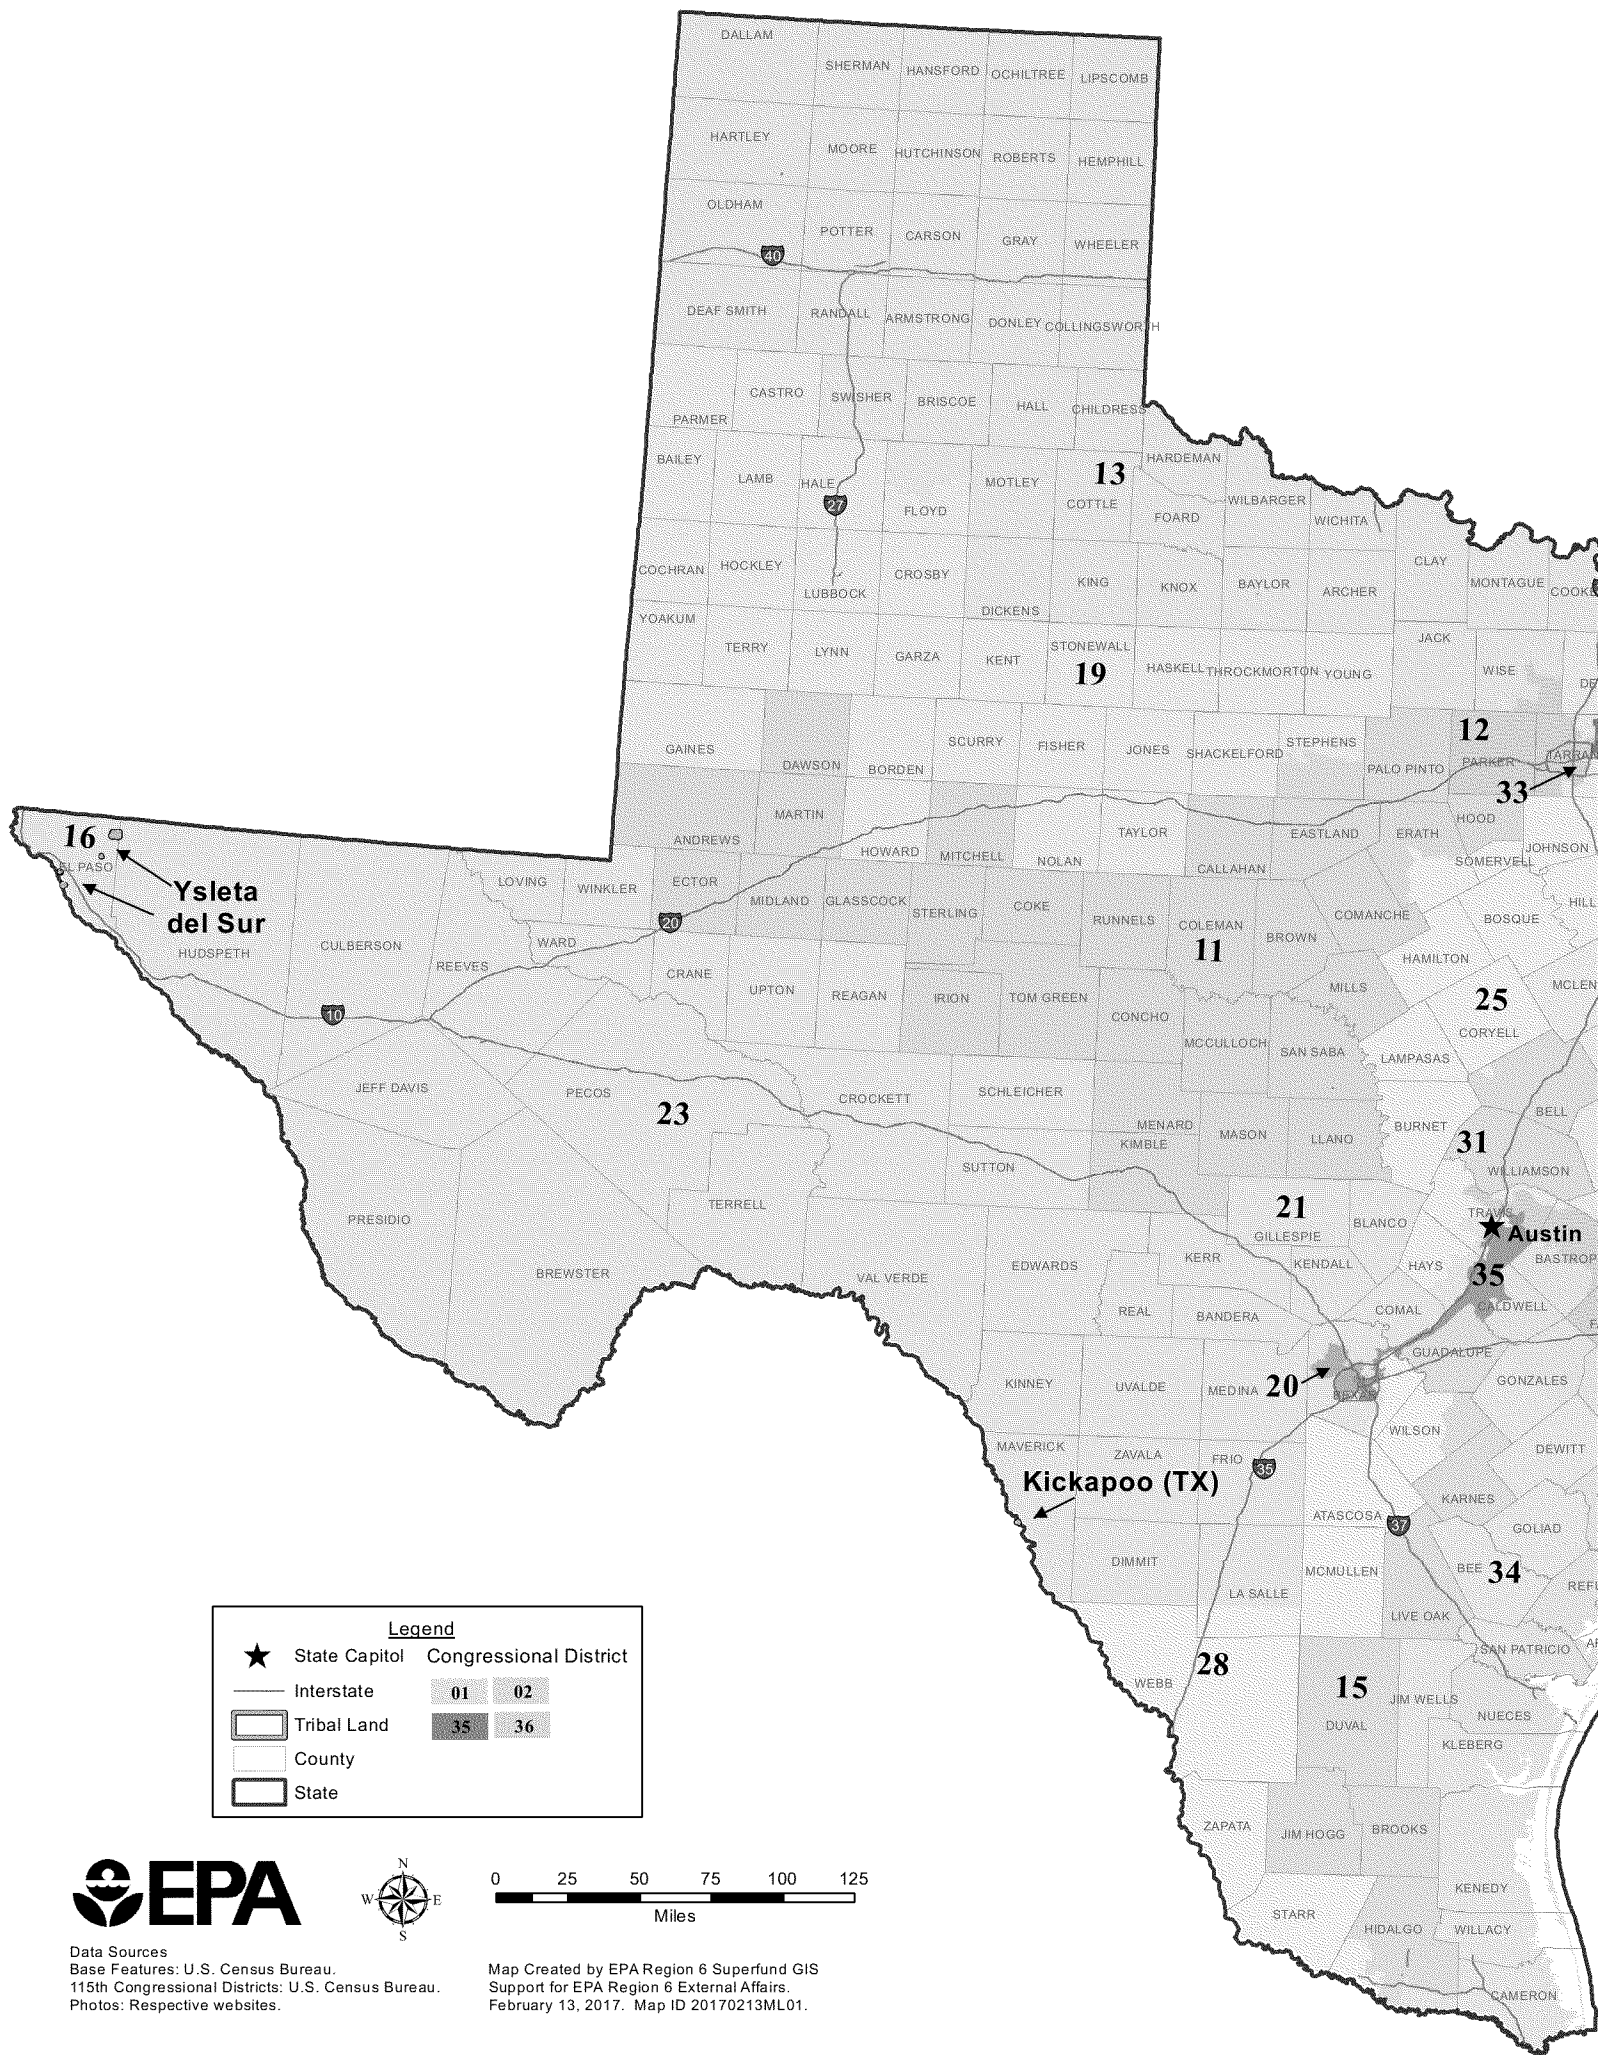 DALLAM
SHERMAN
HANSFORD
OCHILTREE
LIPSCOMB
HARTLEY
MOORE
HUTCHINSON
ROBERTS
HEMPHILL
OLDHAM
POTTER
CARSON
GRAY
WHEELER
40
DEAF SMITH
RANDALL
ARMSTRONG
DONLEY
COLLINGSWORTH
PARMER
CASTRO
SWISHER
BRISCOE
HALL
CHILDRESS
BAILEY
LAMB
HALE
27
FLOYD
MOTLEY
13
COTTLE
HARDEMAN
FOARD
WILBARGER
WICHITA
COCHRAN
HOCKLEY
LUBBOCK
CROSBY
DICKENS
KING
KNOX
BAYLOR
ARCHER
CLAY
MONTAGUE
COOKE
YOAKUM
TERRY
LYNN
GARZA
KENT
STONEWALL
19
HASKELL
THROCKMORTON
YOUNG
JACK
WISE
DE
GAINES
DAWSON
BORDEN
SCURRY
FISHER
JONES
SHACKELFORD
STEPHENS
PALO PINTO
12
PARKER
TARRA
33
ANDREWS
MARTIN
HOWARD
MITCHELL
NOLAN
TAYLOR
CALLAHAN
EASTLAND
ERATH
HOOD
SOMERVELL
JOHNSON
16
EL PASO
Ysleta
del Sur
HUDSPETH
CULBERSON
REEVES
LOVING
WINKLER
ECTOR
MIDLAND
GLASSCOCK
STERLING
COKE
RUNNELS
COLEMAN
11
BROWN
COMANCHE
BOSQUE
HILL
HAMILTON
20
WARD
CRANE
UPTON
REAGAN
IRION
TOM GREEN
CONCHO
MCCULLOCH
SAN SABA
MILLS
25
CORYELL
MCLEN
LAMPASAS
10
JEFF DAVIS
PECOS
23
CROCKETT
SCHLEICHER
MENARD
KIMBLE
MASON
LLANO
BURNET
31
BELL
WILLIAMSON
SUTTON
TERRELL
PRESIDIO
BREWSTER
VAL VERDE
EDWARDS
KERR
21
GILLESPIE
BLANCO
TRAVIS
Austin
BASTROP
KENDALL
HAYS
35
CALDWELL
REAL
BANDERA
COMAL
GUADALUPE
F
KINNEY
UVALDE
MEDINA
20
BEXAR
GONZALES
WILSON
DEWITT
MAVERICK
ZAVALA
FRIO
35
Kickapoo (TX)
ATASCOSA
37
KARNES
GOLIAD
DIMMIT
LA SALLE
MCMULLEN
BEE
34
REFU
LIVE OAK
SAN PATRICIO
AR
WEBB
28
15
DUVAL
JIM WELLS
NUECES
KLEBERG
ZAPATA
JIM HOGG
BROOKS
KENEDY
STARR
HIDALGO
WILLACY
CAMERON
Legend
State Capitol
Congressional District
Interstate
01
02
Tribal Land
35
36
County
State
EPA
N
W
E
S
0 25 50 75 100 125
Miles
Data Sources
Base Features: U.S. Census Bureau.
115th Congressional Districts: U.S. Census Bureau.
Photos: Respective websites.
Map Created by EPA Region 6 Superfund GIS
Support for EPA Region 6 External Affairs.
February 13, 2017. Map ID 20170213ML01.